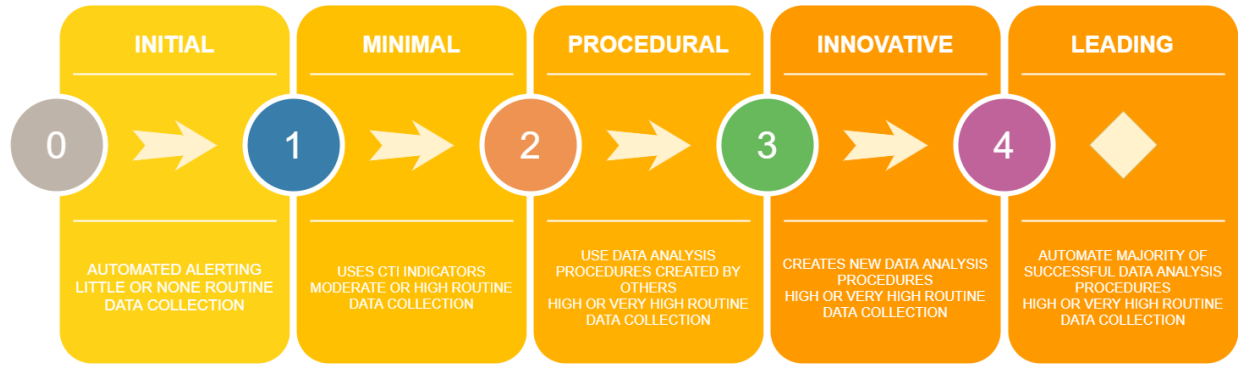 INITIAL
MINIMAL
PROCEDURAL
INNOVATIVE
LEADING
0
1
2
3
4
AUTOMATED ALERTING
LITTLE OR NONE ROUTINE
DATA COLLECTION
USES CTI INDICATORS
MODERATE OR HIGH ROUTINE
DATA COLLECTION
USE DATA ANALYSIS
PROCEDURES CREATED BY
OTHERS
HIGH OR VERY HIGH ROUTINE
DATA COLLECTION
CREATES NEW DATA ANALYSIS
PROCEDURES
HIGH OR VERY HIGH ROUTINE
DATA COLLECTION
AUTOMATE MAJORITY OF
SUCCESSFUL DATA ANALYSIS
PROCEDURES
HIGH OR VERY HIGH ROUTINE
DATA COLLECTION